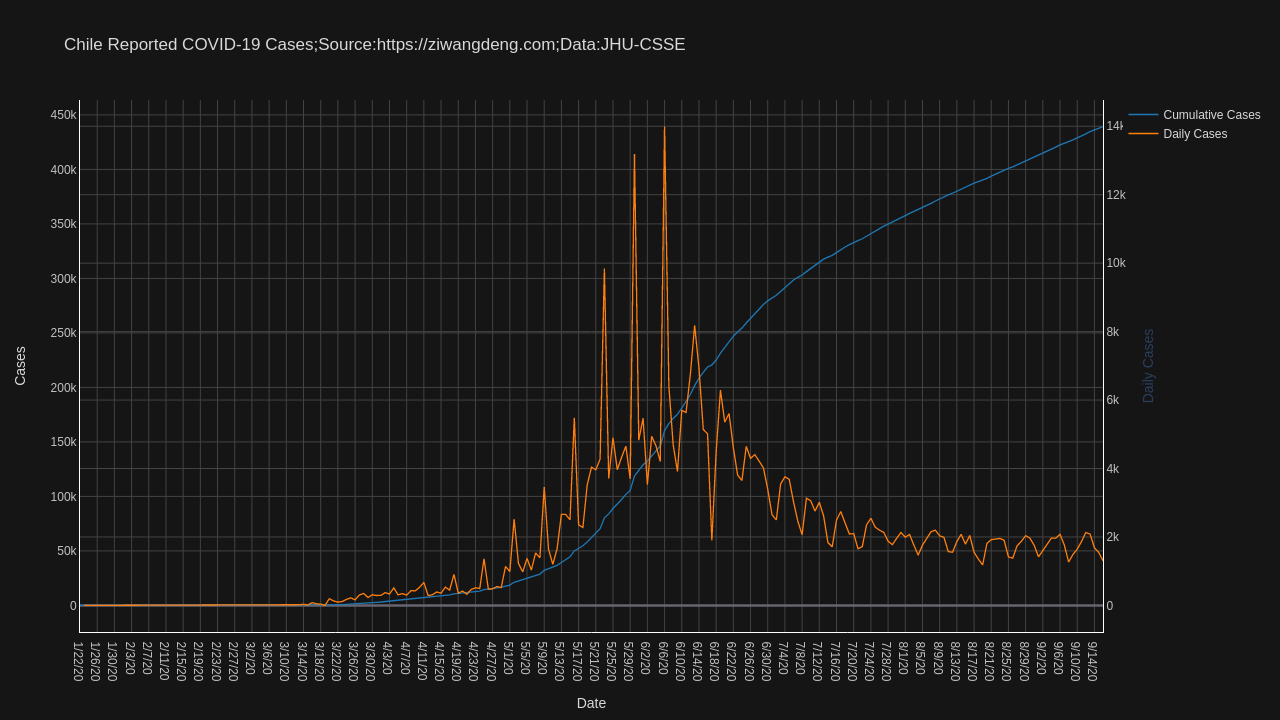 Chile Reported COVID-19 Cases;Source:https://ziwangdeng.com;Data:JHU-CSSE
Cumulative Cases
Daily Cases
450k
400k
350k
300k
250k
200k
150k
100k
50k
0
Cases
14k
12k
10k
8k
6k
4k
2k
0
Daily Cases
1/22/20
1/26/20
1/30/20
2/3/20
2/7/20
2/11/20
2/15/20
2/19/20
2/23/20
2/27/20
3/2/20
3/6/20
3/10/20
3/14/20
3/18/20
3/22/20
3/26/20
3/30/20
4/3/20
4/7/20
4/11/20
4/15/20
4/19/20
4/23/20
4/27/20
5/1/20
5/5/20
5/9/20
5/13/20
5/17/20
5/21/20
5/25/20
5/29/20
6/2/20
6/6/20
6/10/20
6/14/20
6/18/20
6/22/20
6/26/20
6/30/20
7/4/20
7/8/20
7/12/20
7/16/20
7/20/20
7/24/20
7/28/20
8/1/20
8/5/20
8/9/20
8/13/20
8/17/20
8/21/20
8/25/20
8/29/20
9/2/20
9/6/20
9/10/20
9/14/20
Date